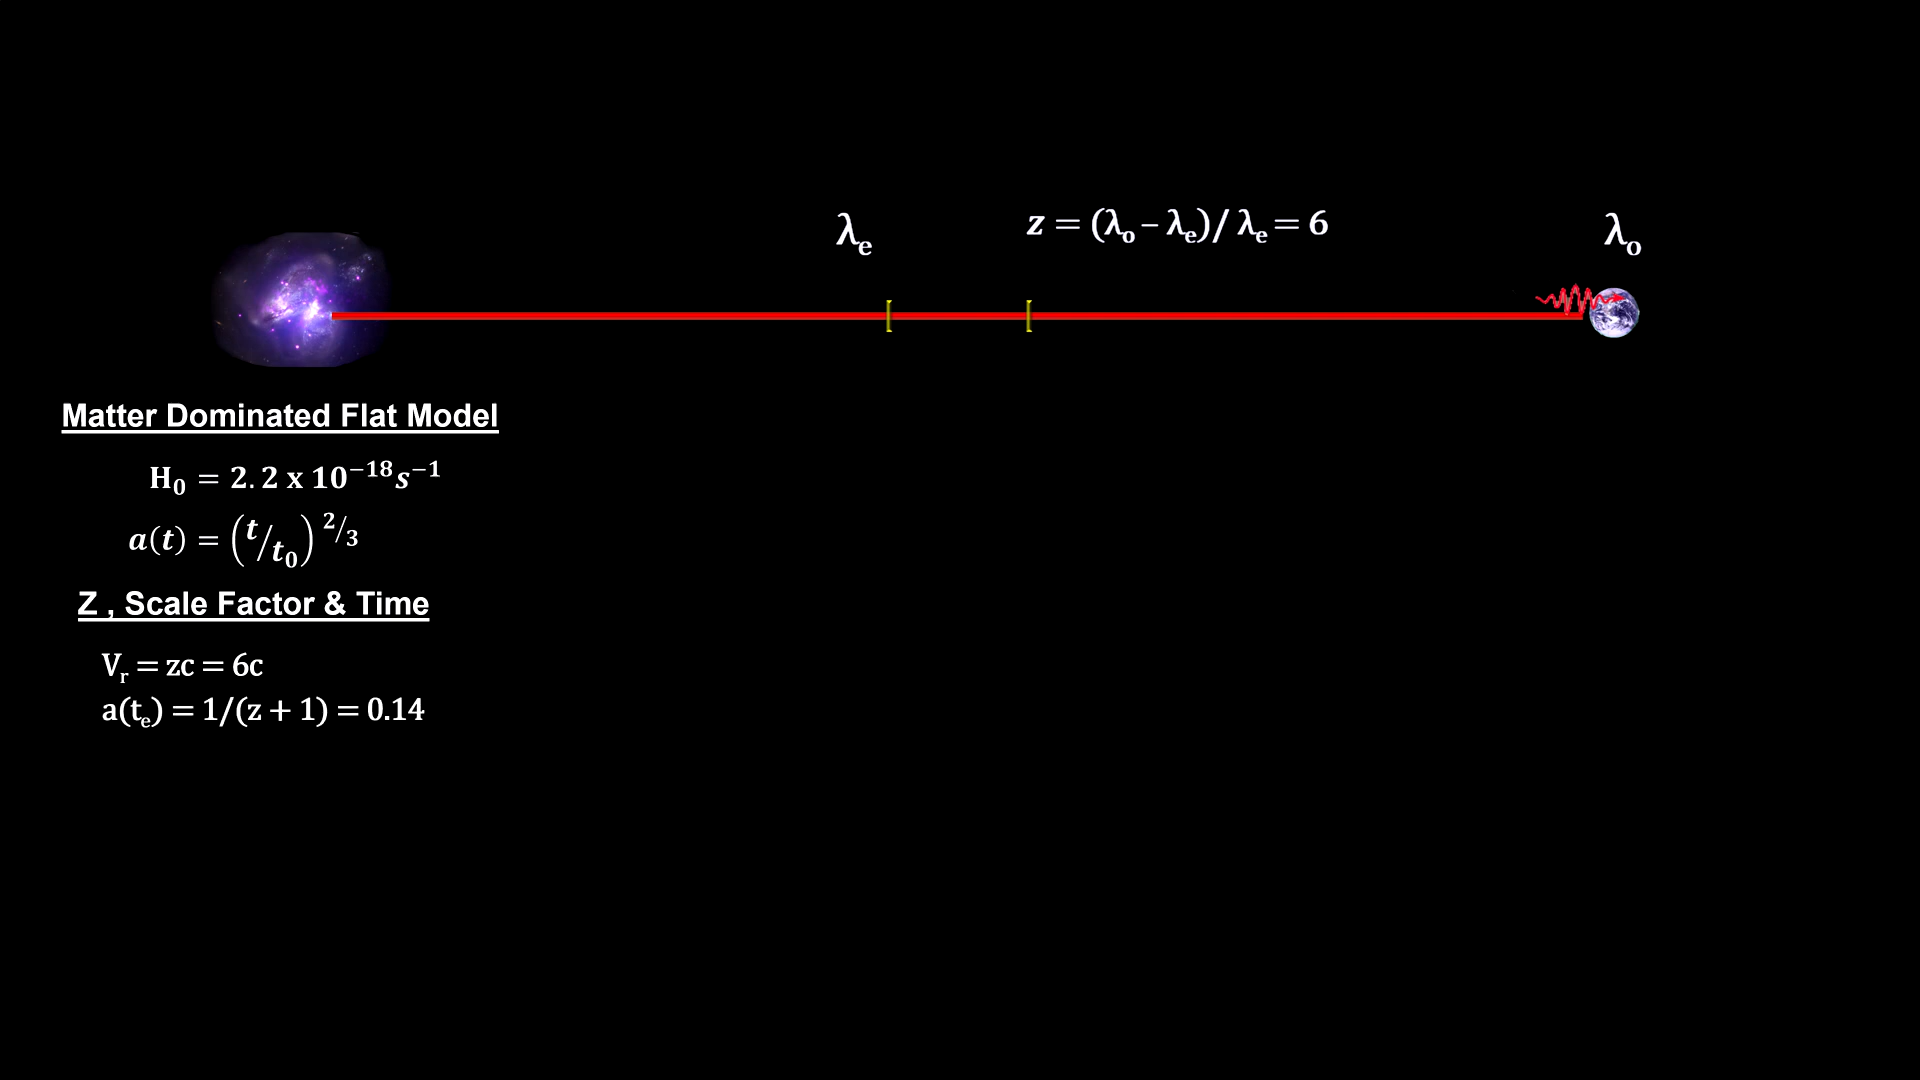 λₑ
z = (λₒ – λₑ)/ λₑ = 6
λₒ
Matter Dominated Flat Model
H₀ = 2.2 x 10⁻¹⁸s⁻¹
a(t) = (t/t₀)^2/3
Z , Scale Factor & Time
Vᵣ = zc = 6c
a(tₑ) = 1/(z + 1) = 0.14